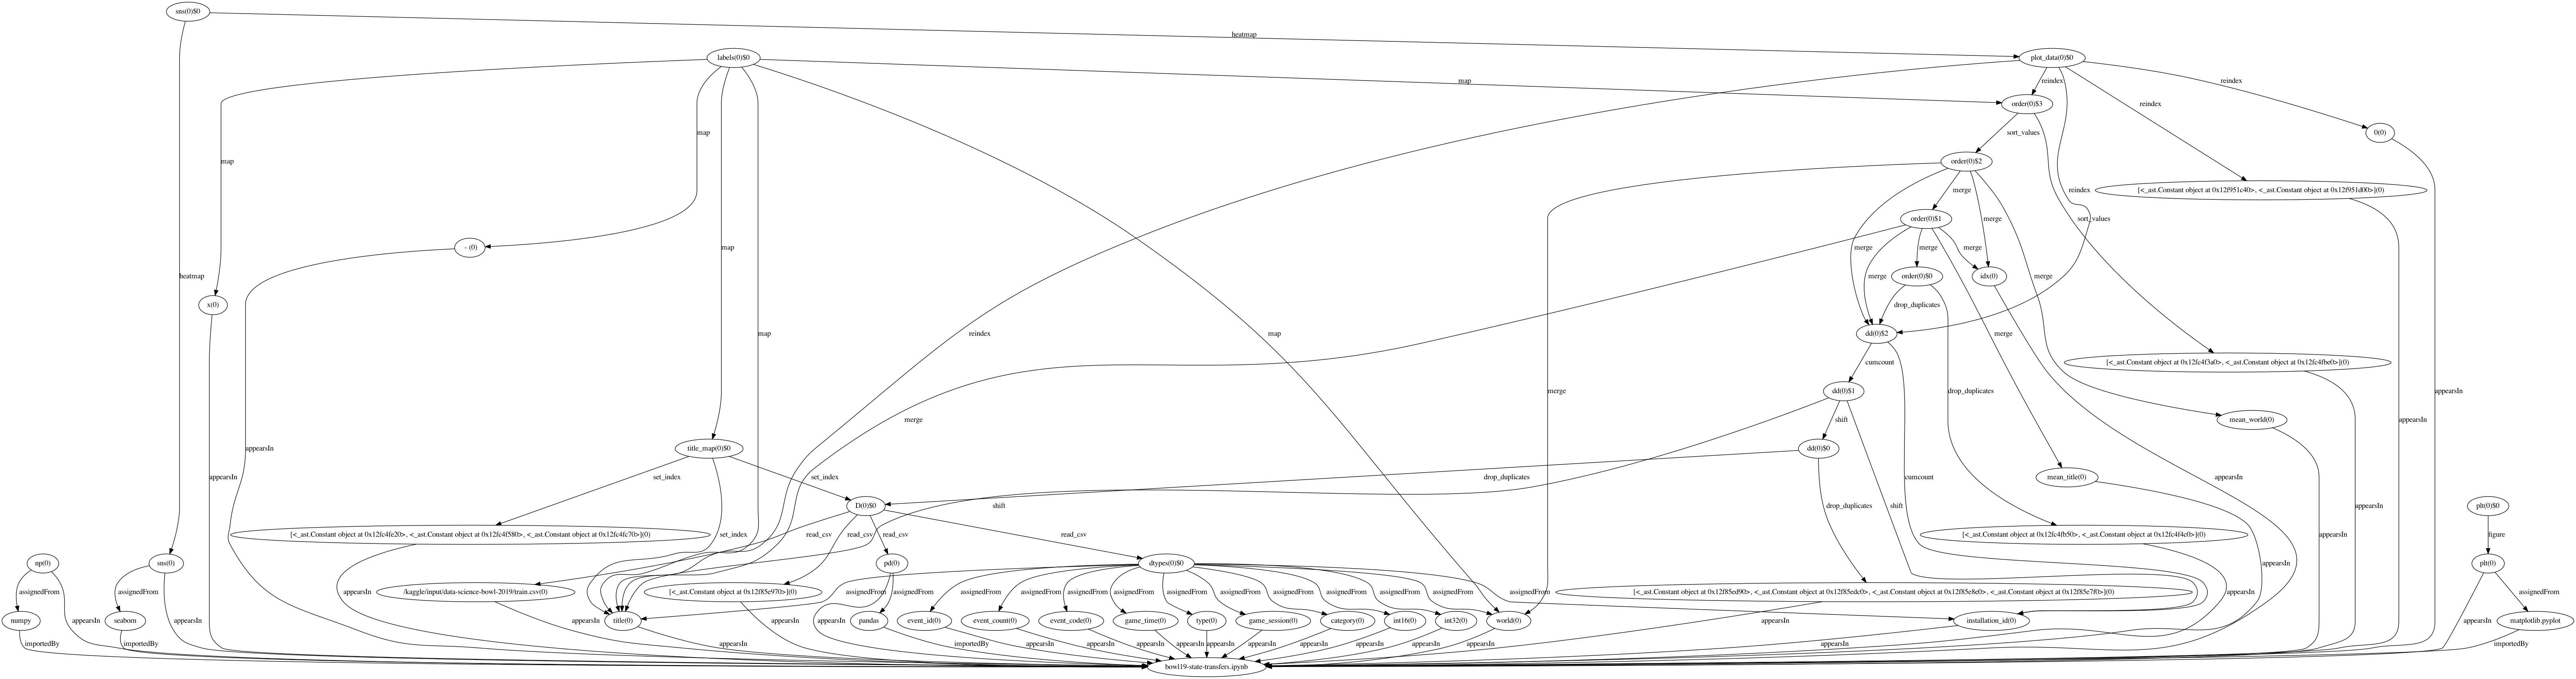 sns(0)$0
heatmap
labels(0)$0
plot_data(0)$0
map
reindex
reindex
reindex
order(0)$3
map
sort_values
0(0)
map
order(0)$2
reindex
[<_ast.Constant object at 0x12f951c40>, <_ast.Constant object at 0x12f951d00>](0)
merge
order(0)$1
merge
sort_values
- (0)
map
merge
merge
merge
heatmap
merge
order(0)$0
idx(0)
merge
x(0)
drop_duplicates
map
reindex
map
merge
dd(0)$2
cumcount
[<_ast.Constant object at 0x12fc4f3a0>, <_ast.Constant object at 0x12fc4fbe0>](0)
merge
dd(0)$1
drop_duplicates
appearsIn
merge
shift
mean_world(0)
appearsIn
title_map(0)$0
dd(0)$0
appearsIn
appearsIn
set_index
set_index
drop_duplicates
cumcount
mean_title(0)
appearsIn
appearsIn
D(0)$0
shift
drop_duplicates
shift
appearsIn
plt(0)$0
[<_ast.Constant object at 0x12fc4fe20>, <_ast.Constant object at 0x12fc4f580>, <_ast.Constant object at 0x12fc4fc70>](0)
set_index
read_csv
read_csv
read_csv
read_csv
[<_ast.Constant object at 0x12fc4fb50>, <_ast.Constant object at 0x12fc4f4c0>](0)
appearsIn
figure
np(0)
sns(0)
pd(0)
dtypes(0)$0
appearsIn
plt(0)
assignedFrom
assignedFrom
appearsIn
/kaggle/input/data-science-bowl-2019/train.csv(0)
[<_ast.Constant object at 0x12f85e970>](0)
assignedFrom
assignedFrom
assignedFrom
assignedFrom
assignedFrom
assignedFrom
assignedFrom
assignedFrom
assignedFrom
assignedFrom
assignedFrom
assignedFrom
assignedFrom
[<_ast.Constant object at 0x12f85ed90>, <_ast.Constant object at 0x12f85edc0>, <_ast.Constant object at 0x12f85e8e0>, <_ast.Constant object at 0x12f85e7f0>](0)
appearsIn
assignedFrom
numpy
appearsIn
seaborn
appearsIn
appearsIn
title(0)
appearsIn
appearsIn
pandas
event_id(0)
event_count(0)
event_code(0)
game_time(0)
type(0)
game_session(0)
category(0)
int16(0)
int32(0)
world(0)
appearsIn
installation_id(0)
appearsIn
matplotlib.pyplot
importedBy
importedBy
appearsIn
importedBy
appearsIn
appearsIn
appearsIn
appearsIn
appearsIn
appearsIn
appearsIn
appearsIn
appearsIn
appearsIn
appearsIn
importedBy
bowl19-state-transfers.ipynb